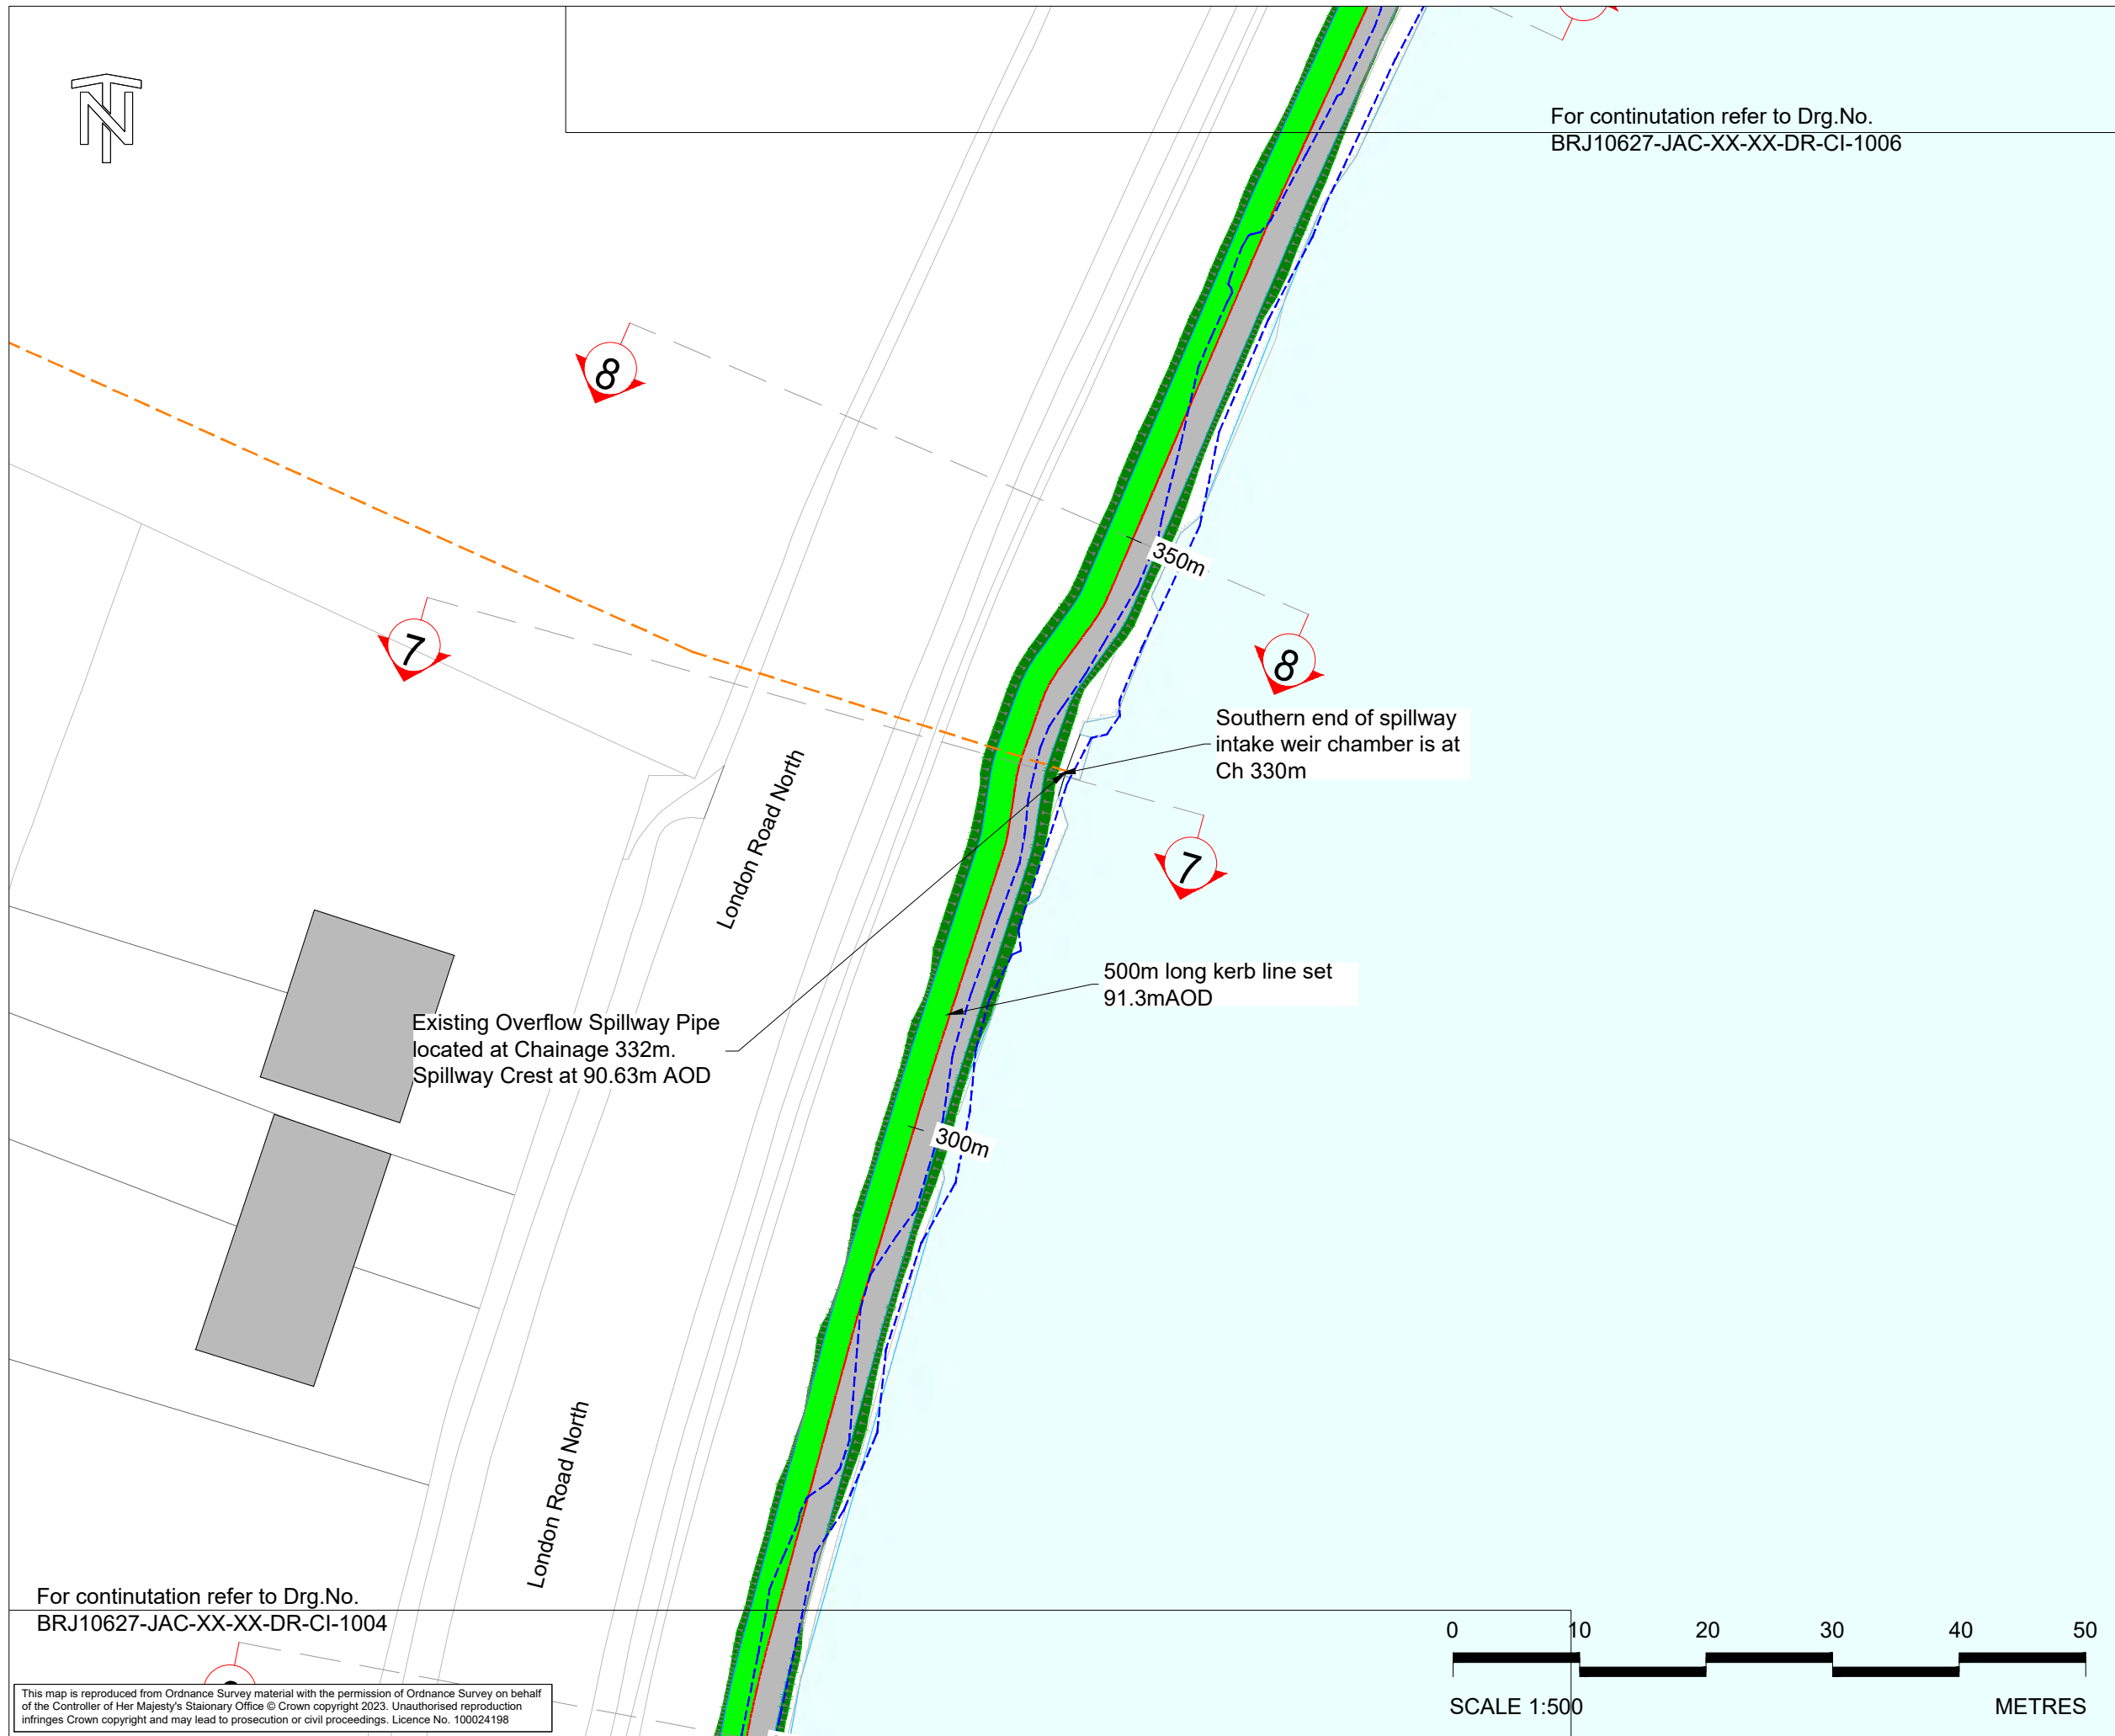 N
For continutation refer to Drg.No.
BRJ10627-JAC-XX-XX-DR-CI-1006
8
350m
7
8
Southern end of spillway
intake weir chamber is at
Ch 330m
London Road North
7
500m long kerb line set
91.3mAOD
Existing Overflow Spillway Pipe
located at Chainage 332m.
Spillway Crest at 90.63m AOD
300m
London Road North
For continutation refer to Drg.No.
BRJ10627-JAC-XX-XX-DR-CI-1004
0 10 20 30 40 50
SCALE 1:500 METRES
This map is reproduced from Ordnance Survey material with the permission of Ordnance Survey on behalf
of the Controller of Her Majesty's Staionary Office © Crown copyright 2023. Unauthorised reproduction
infringes Crown copyright and may lead to prosecution or civil proceedings. Licence No. 100024198